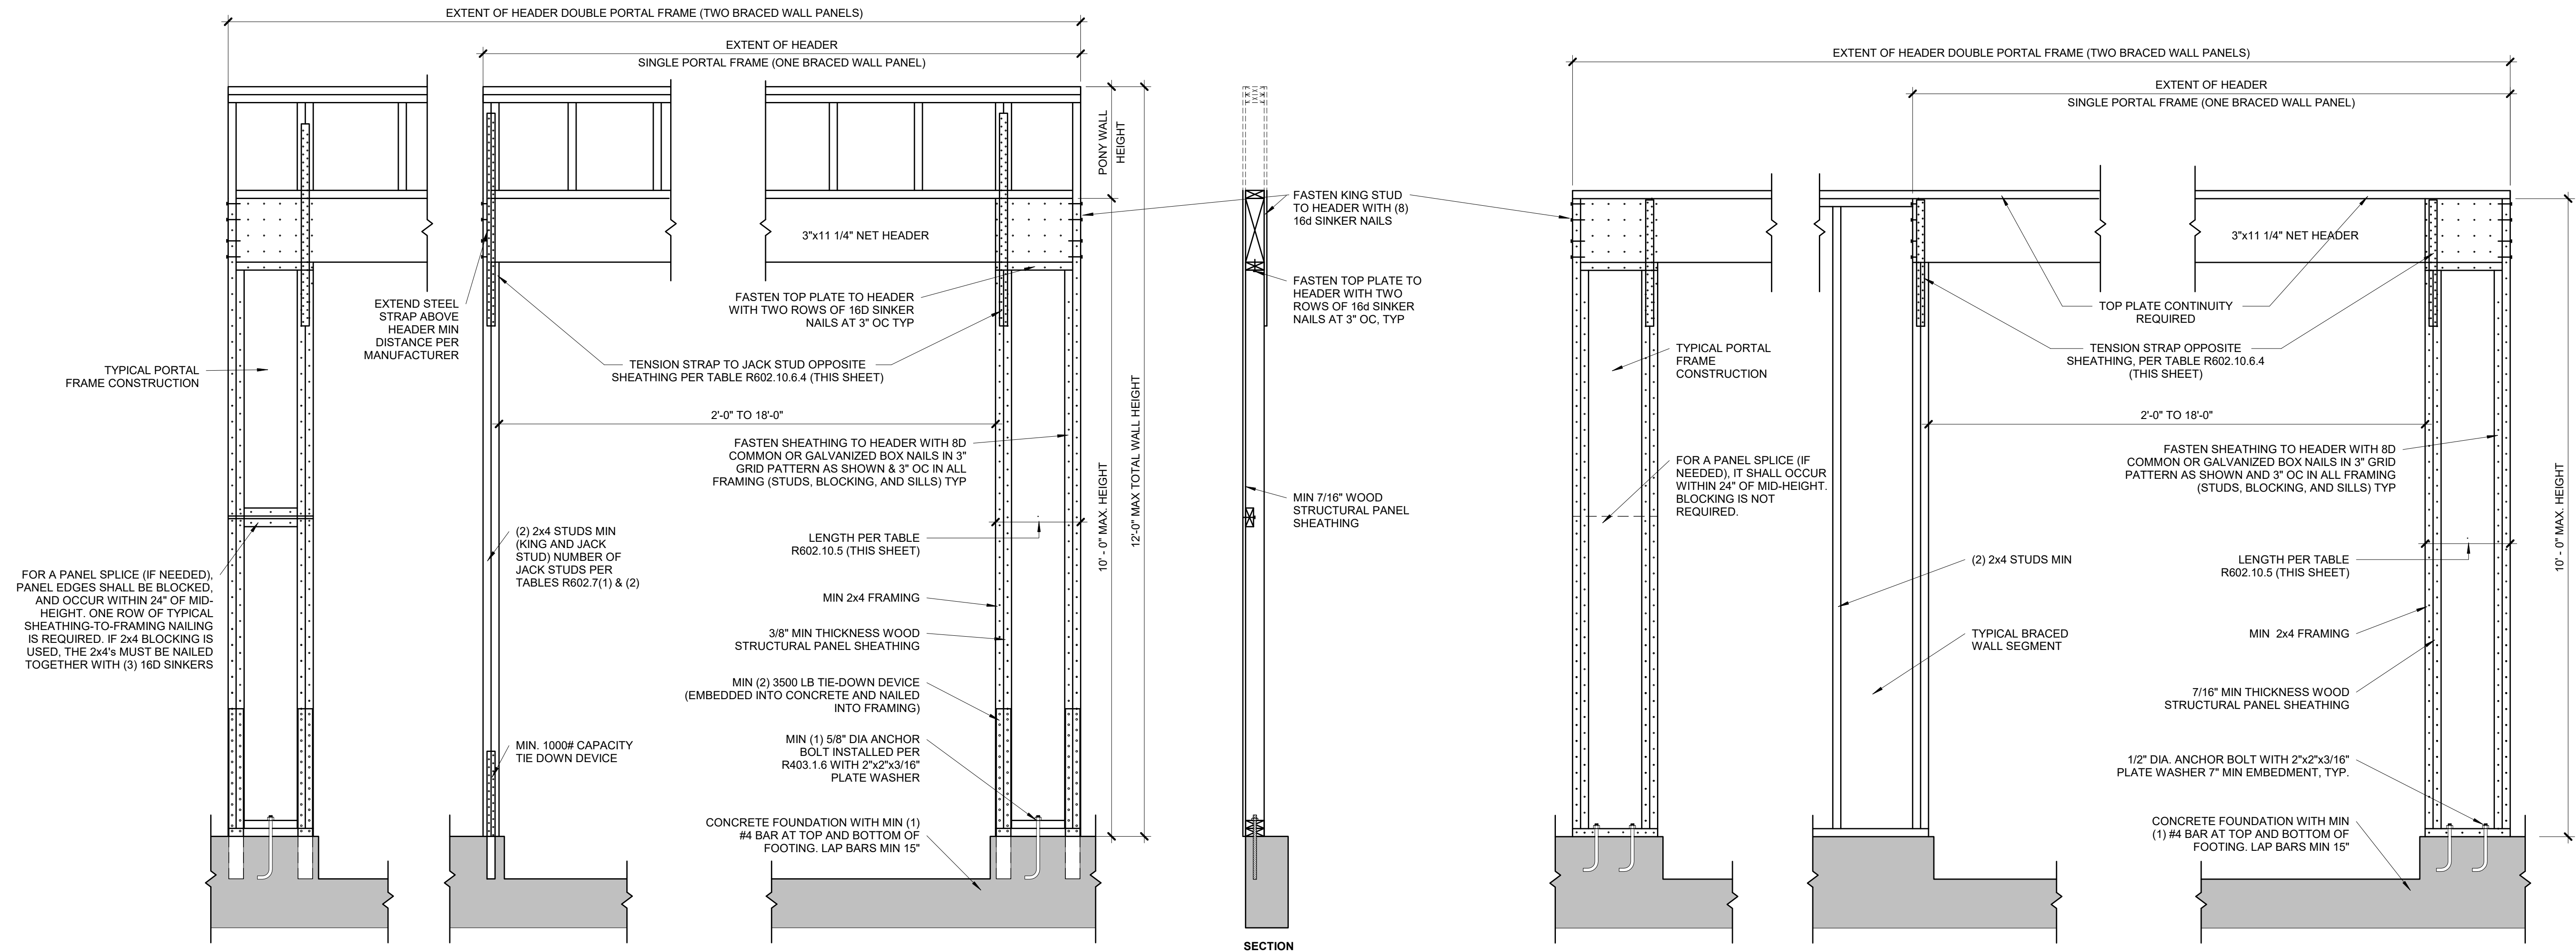 EXTENT OF HEADER DOUBLE PORTAL FRAME (TWO BRACED WALL PANELS)
EXTENT OF HEADER
SINGLE PORTAL FRAME (ONE BRACED WALL PANEL)
PONY WALL
HEIGHT
3"x11 1/4" NET HEADER
EXTEND STEEL
STRAP ABOVE
HEADER MIN
DISTANCE PER
MANUFACTURER
FASTEN TOP PLATE TO HEADER
WITH TWO ROWS OF 16D SINKER
NAILS AT 3" OC TYP
TYPICAL PORTAL
FRAME CONSTRUCTION
TENSION STRAP TO JACK STUD OPPOSITE
SHEATHING PER TABLE R602.10.6.4 (THIS SHEET)
2'-0" TO 18'-0"
FASTEN SHEATHING TO HEADER WITH 8D
COMMON OR GALVANIZED BOX NAILS IN 3"
GRID PATTERN AS SHOWN & 3" OC IN ALL
FRAMING (STUDS, BLOCKING, AND SILLS) TYP
10' - 0" MAX. HEIGHT
12'-0" MAX TOTAL WALL HEIGHT
(2) 2x4 STUDS MIN
(KING AND JACK
STUD) NUMBER OF
JACK STUDS PER
TABLES R602.7(1) & (2)
LENGTH PER TABLE
R602.10.5 (THIS SHEET)
FOR A PANEL SPLICE (IF NEEDED),
PANEL EDGES SHALL BE BLOCKED,
AND OCCUR WITHIN 24" OF MID-
HEIGHT. ONE ROW OF TYPICAL
SHEATHING-TO-FRAMING NAILING
IS REQUIRED. IF 2x4 BLOCKING IS
USED, THE 2x4's MUST BE NAILED
TOGETHER WITH (3) 16D SINKERS
MIN 2x4 FRAMING
3/8" MIN THICKNESS WOOD
STRUCTURAL PANEL SHEATHING
MIN (2) 3500 LB TIE-DOWN DEVICE
(EMBEDDED INTO CONCRETE AND NAILED
INTO FRAMING)
MIN. 1000# CAPACITY
TIE DOWN DEVICE
MIN (1) 5/8" DIA ANCHOR
BOLT INSTALLED PER
R403.1.6 WITH 2"x2"x3/16"
PLATE WASHER
CONCRETE FOUNDATION WITH MIN (1)
#4 BAR AT TOP AND BOTTOM OF
FOOTING. LAP BARS MIN 15"
FASTEN KING STUD
TO HEADER WITH (8)
16d SINKER NAILS
FASTEN TOP PLATE TO
HEADER WITH TWO
ROWS OF 16d SINKER
NAILS AT 3" OC, TYP
MIN 7/16" WOOD
STRUCTURAL PANEL
SHEATHING
SECTION
EXTENT OF HEADER DOUBLE PORTAL FRAME (TWO BRACED WALL PANELS)
EXTENT OF HEADER
SINGLE PORTAL FRAME (ONE BRACED WALL PANEL)
3"x11 1/4" NET HEADER
TOP PLATE CONTINUITY
REQUIRED
TYPICAL PORTAL
FRAME
CONSTRUCTION
TENSION STRAP OPPOSITE
SHEATHING, PER TABLE R602.10.6.4
(THIS SHEET)
2'-0" TO 18'-0"
FASTEN SHEATHING TO HEADER WITH 8D
COMMON OR GALVANIZED BOX NAILS IN 3" GRID
PATTERN AS SHOWN AND 3" OC IN ALL FRAMING
(STUDS, BLOCKING, AND SILLS) TYP
FOR A PANEL SPLICE (IF
NEEDED), IT SHALL OCCUR
WITHIN 24" OF MID-HEIGHT.
BLOCKING IS NOT
REQUIRED.
10' - 0" MAX. HEIGHT
(2) 2x4 STUDS MIN
LENGTH PER TABLE
R602.10.5 (THIS SHEET)
TYPICAL BRACED
WALL SEGMENT
MIN 2x4 FRAMING
7/16" MIN THICKNESS WOOD
STRUCTURAL PANEL SHEATHING
1/2" DIA. ANCHOR BOLT WITH 2"x2"x3/16"
PLATE WASHER 7" MIN EMBEDMENT, TYP.
CONCRETE FOUNDATION WITH MIN
(1) #4 BAR AT TOP AND BOTTOM OF
FOOTING. LAP BARS MIN 15"